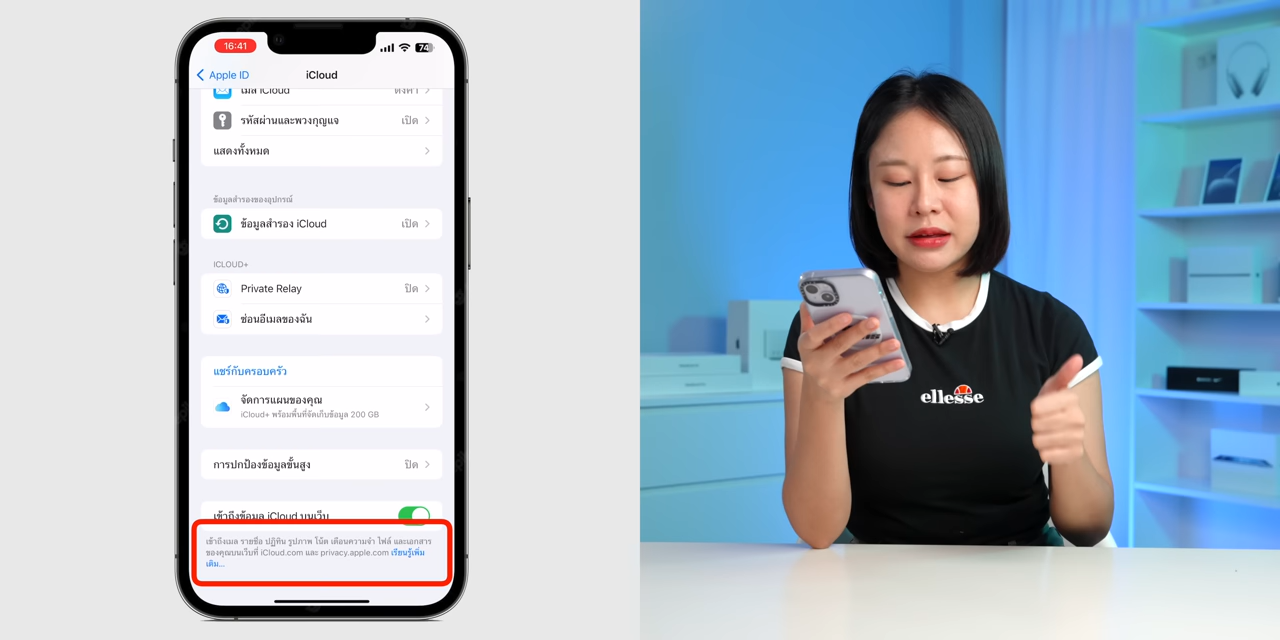 16:41
74
Apple ID
iCloud
เมล iCloud
ตั้งค่า
รหัสผ่านและพวงกุญแจ
เปิด
แสดงทั้งหมด
ข้อมูลสำรองของอุปกรณ์
ข้อมูลสำรอง iCloud
เปิด
ICLOUD+
Private Relay
ปิด
ซ่อนอีเมลของฉัน
แชร์กับครอบครัว
จัดการแผนของคุณ
iCloud+ พร้อมพื้นที่จัดเก็บข้อมูล 200 GB
การปกป้องข้อมูลขั้นสูง
ปิด
เข้าถึงข้อมูล iCloud บนเว็บ
เข้าถึงเมล รายชื่อ ปฏิทิน รูปภาพ โน้ต เตือนความจำ ไฟล์ และเอกสาร
ของคุณบนเว็บที่ iCloud.com และ privacy.apple.com เรียนรู้เพิ่ม
เติม...
ellesse